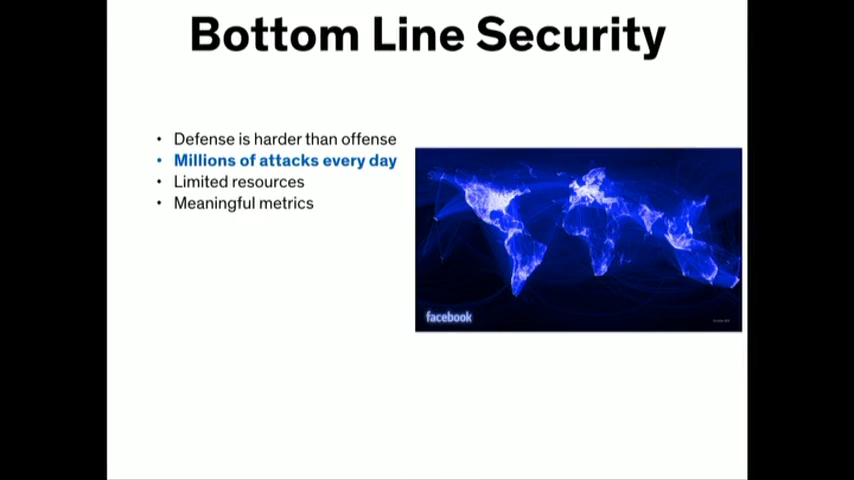 Bottom Line Security
• Defense is harder than offense
• Millions of attacks every day
• Limited resources
• Meaningful metrics
facebook